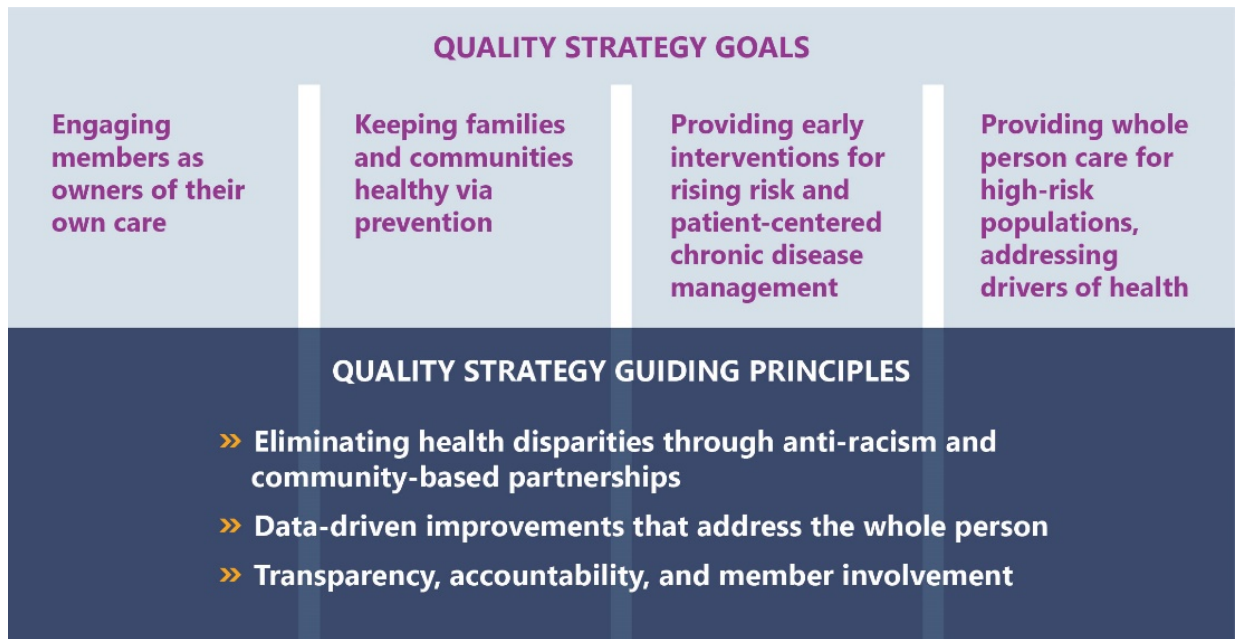 QUALITY STRATEGY GOALS
Engaging
members as
owners of their
own care
Keeping families
and communities
healthy via
prevention
Providing early
interventions for
rising risk and
patient-centered
chronic disease
management
Providing whole
person care for
high-risk
populations,
addressing
drivers of health
QUALITY STRATEGY GUIDING PRINCIPLES
» Eliminating health disparities through anti-racism and
community-based partnerships
» Data-driven improvements that address the whole person
» Transparency, accountability, and member involvement